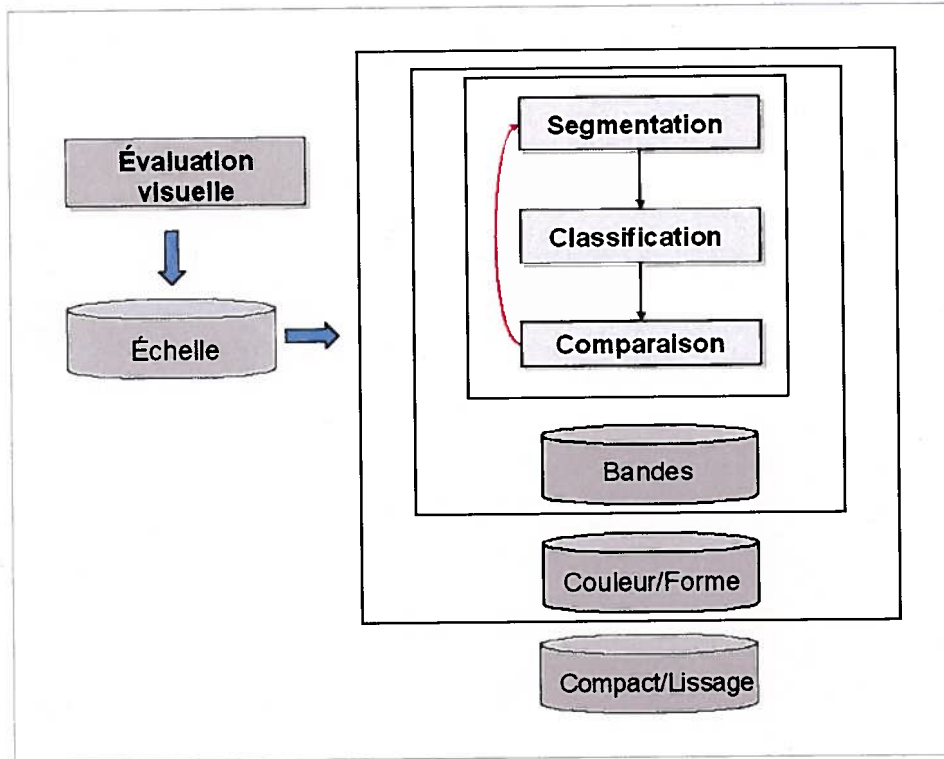 Évaluation
visuelle
Échelle
Segmentation
Classification
Comparaison
Bandes
Couleur/Forme
Compact/Lissage